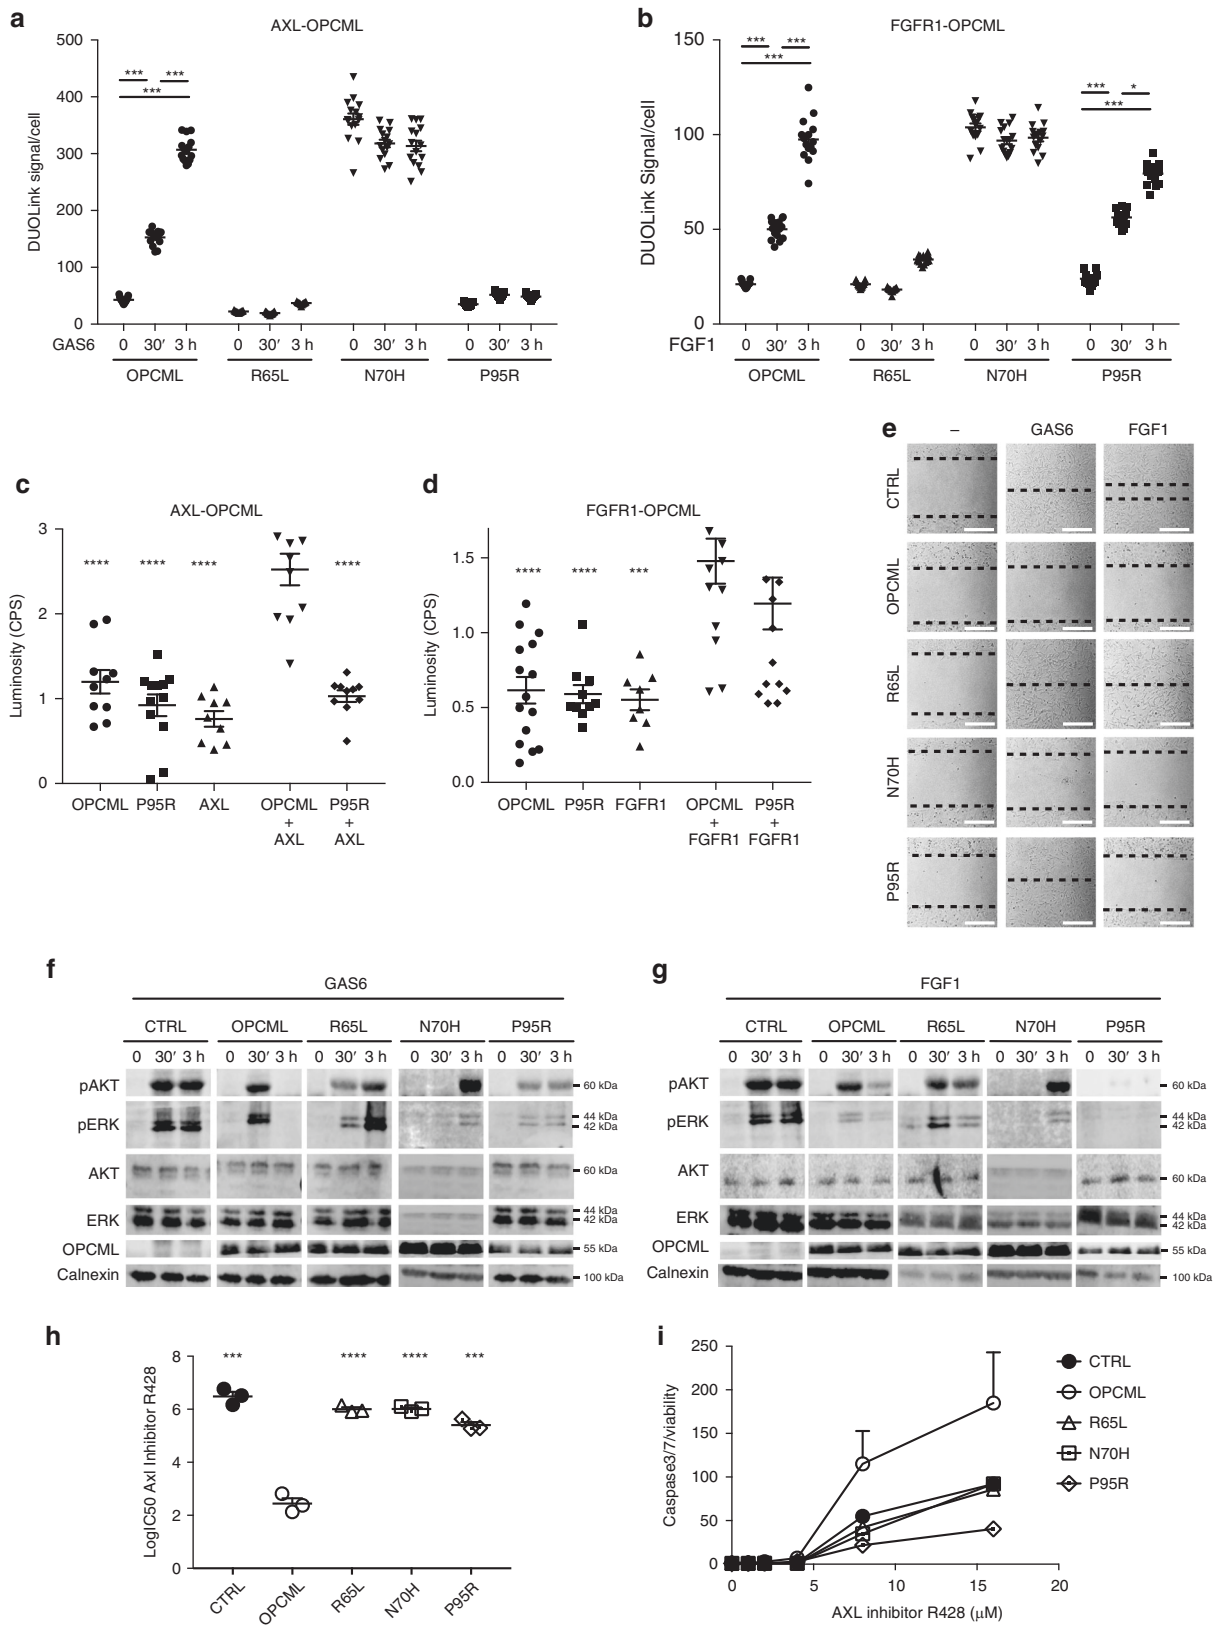 a
AXL-OPCML
500
400
300
200
100
0
DUOLink signal/cell
*** ***
***
GAS6 0 30′ 3 h 0 30′ 3 h 0 30′ 3 h 0 30′ 3 h
OPCML R65L N70H P95R
b
FGFR1-OPCML
150
100
50
0
DUOLink Signal/cell
*** ***
***
*** *
***
FGF1 0 30′ 3 h 0 30′ 3 h 0 30′ 3 h 0 30′ 3 h
OPCML R65L N70H P95R
c
AXL-OPCML
3
2
1
0
Luminosity (CPS)
**** **** **** ****
OPCML P95R AXL OPCML P95R
+ +
AXL AXL
d
FGFR1-OPCML
1.5
1.0
0.5
0.0
Luminosity (CPS)
**** **** ***
OPCML P95R FGFR1 OPCML P95R
+ +
FGFR1 FGFR1
e
– GAS6 FGF1
CTRL
OPCML
R65L
N70H
P95R
f
GAS6
CTRL OPCML R65L N70H P95R
0 30′ 3 h 0 30′ 3 h 0 30′ 3 h 0 30′ 3 h 0 30′ 3 h
pAKT 60 kDa
pERK 44 kDa
42 kDa
AKT 60 kDa
ERK 44 kDa
42 kDa
OPCML 55 kDa
Calnexin 100 kDa
g
FGF1
CTRL OPCML R65L N70H P95R
0 30′ 3 h 0 30′ 3 h 0 30′ 3 h 0 30′ 3 h 0 30′ 3 h
pAKT 60 kDa
pERK 44 kDa
42 kDa
AKT 60 kDa
ERK 44 kDa
42 kDa
OPCML 55 kDa
Calnexin 100 kDa
h
8
6
4
2
0
LogIC50 Axl Inhibitor R428
*** **** **** ***
CTRL OPCML R65L N70H P95R
i
250
200
150
100
50
0
Caspase3/7/viability
0 5 10 15 20
AXL inhibitor R428 (μM)
CTRL
OPCML
R65L
N70H
P95R